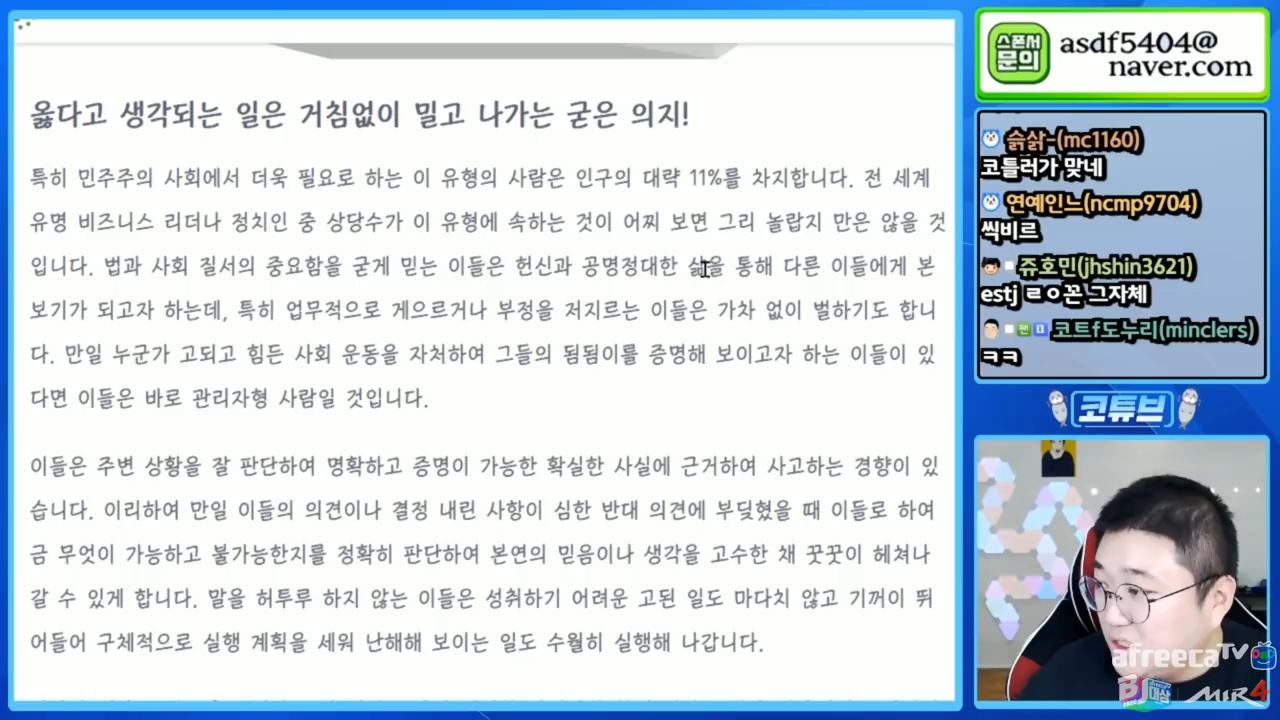 옳다고 생각되는 일은 거침없이 밀고 나가는 굳은 의지!
특히 민주주의 사회에서 더욱 필요로 하는 이 유형의 사람은 인구의 대략 11%를 차지합니다. 전 세계
유명 비즈니스 리더나 정치인 중 상당수가 이 유형에 속하는 것이 어찌 보면 그리 놀랍지 만은 않을 것
입니다. 법과 사회 질서의 중요함을 굳게 믿는 이들은 헌신과 공명정대한 삶을 통해 다른 이들에게 본
보기가 되고자 하는데, 특히 업무적으로 게으르거나 부정을 저지르는 이들은 가차 없이 벌하기도 합니
다. 만일 누군가 고되고 힘든 사회 운동을 자처하여 그들의 됨됨이를 증명해 보이고자 하는 이들이 있
다면 이들은 바로 관리자형 사람일 것입니다.
이들은 주변 상황을 잘 판단하여 명확하고 증명이 가능한 확실한 사실에 근거하여 사고하는 경향이 있
습니다. 이리하여 만일 이들의 의견이나 결정 내린 사항이 심한 반대 의견에 부딪혔을 때 이들로 하여
금 무엇이 가능하고 불가능한지를 정확히 판단하여 본연의 믿음이나 생각을 고수한 채 꿋꿋이 헤쳐나
갈 수 있게 합니다. 말을 허투루 하지 않는 이들은 성취하기 어려운 고된 일도 마다치 않고 기꺼이 뛰
어들어 구체적으로 실행 계획을 세워 난해해 보이는 일도 수월히 실행해 나갑니다.
스폰서
문의
asdf5404@
naver.com
슭삵-(mc1160)
코틀러가 맞네
연예인느(ncmp9704)
씩비르
쥬호민(jhshin3621)
estj ㄹㅇ꼰 그자체
팬 코트f도누리(minclers)
ㅋㅋ
코튜브
afreecaTV
BJ대상
MIR4